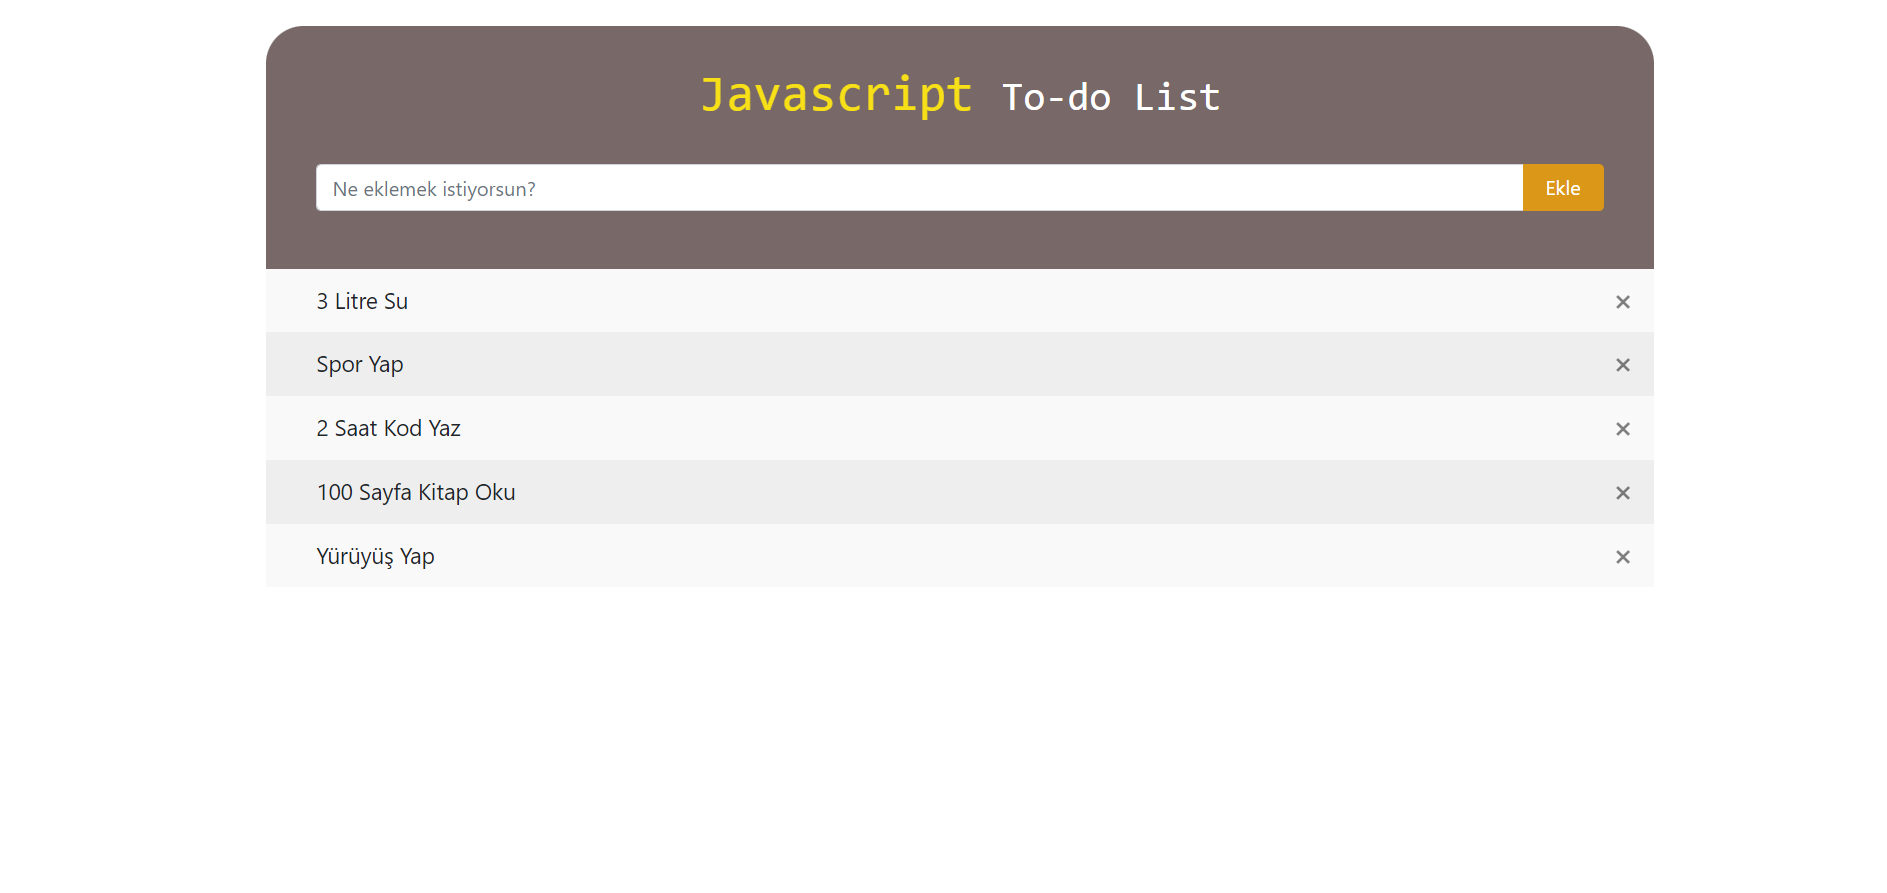 Javascript To-do List
Ne eklemek istiyorsun? Ekle
3 Litre Su ×
Spor Yap ×
2 Saat Kod Yaz ×
100 Sayfa Kitap Oku ×
Yürüyüş Yap ×